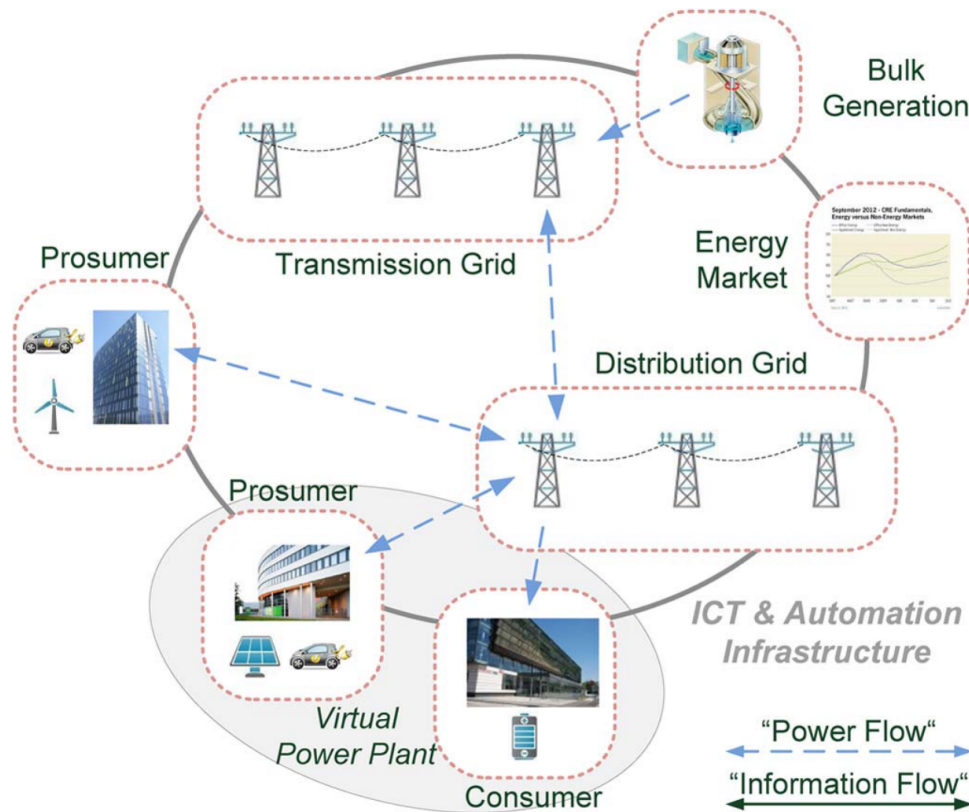 Bulk
Generation
September 2012 - CRE Fundamentals,
Energy versus Non-Energy Markets
Energy
Market
Transmission Grid
Prosumer
Distribution Grid
Prosumer
ICT & Automation
Infrastructure
Virtual
Power Plant
Consumer
“Power Flow“
“Information Flow“